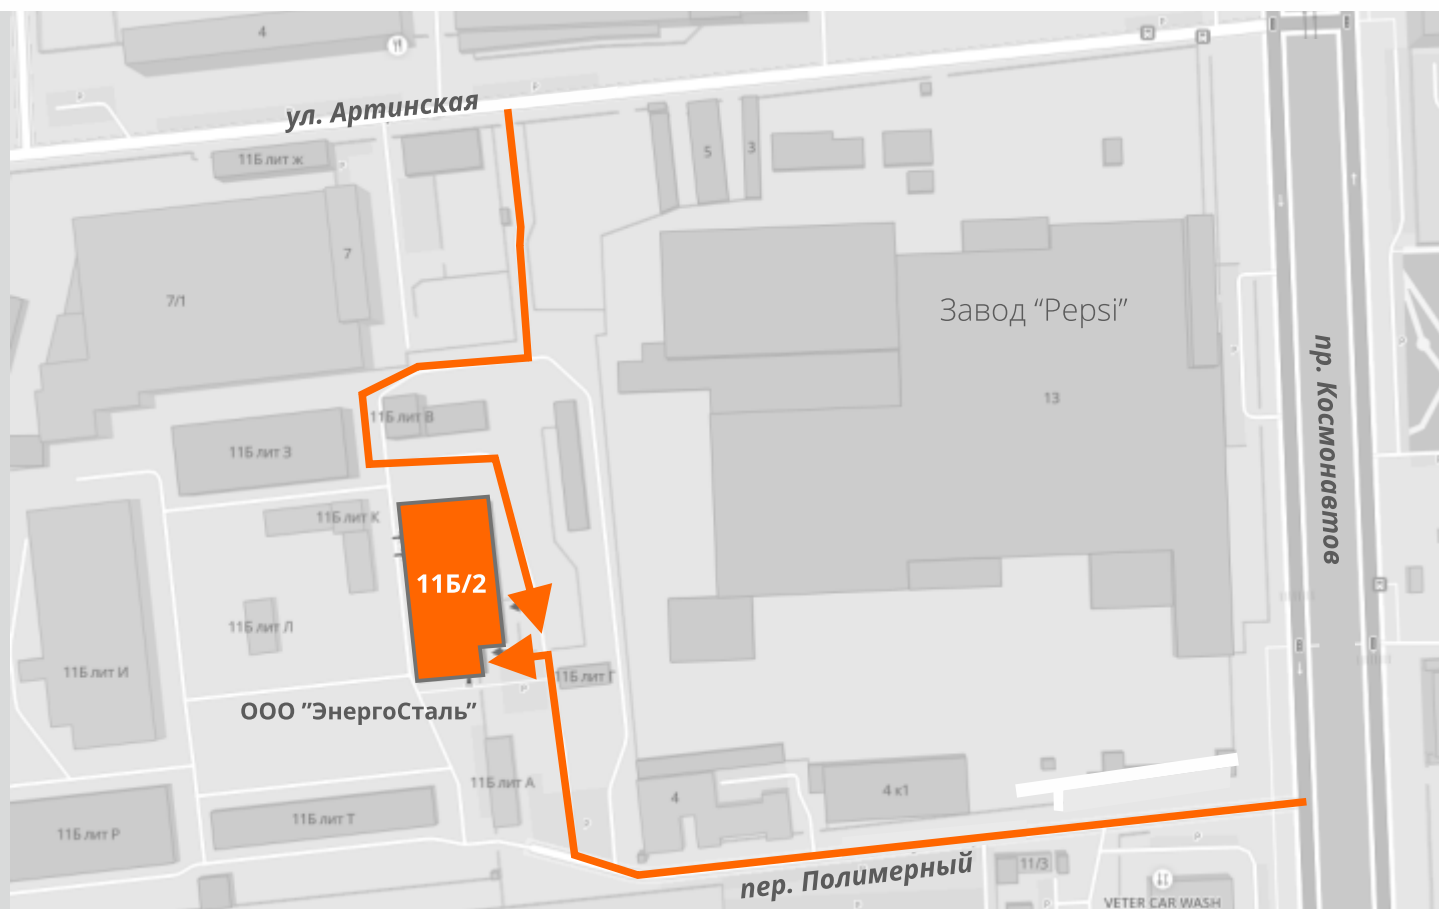 4
P
P
P
ул. Артинская
11Б лит ж
P
5
3
7
7/1
Завод “Pepsi”
P
P
пр. Космонавтов
13
11Б лит В
11Б лит З
11Б лит К
11Б/2
11Б лит Л
11Б лит И
11Б лит Г
P
ООО ”ЭнергоСталь”
11Б лит А
4
4 к1
11Б лит Т
11Б лит Р
P
P
11/3
пер. Полимерный
VETER CAR WASH
P
P